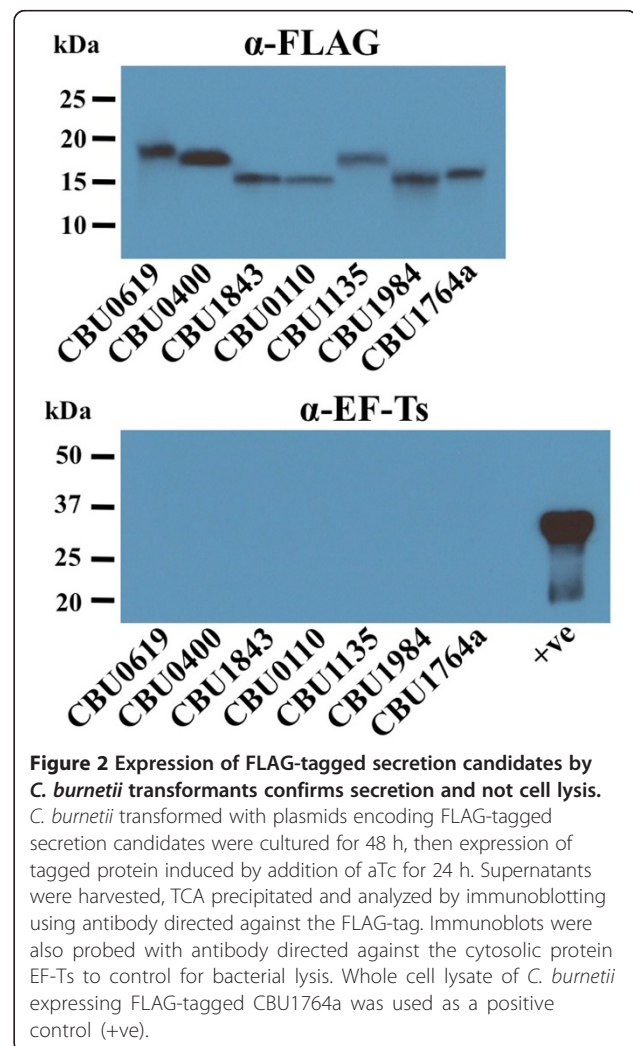 kDa
α-FLAG
25
20
15
10
CBU0619
CBU0400
CBU1843
CBU0110
CBU1135
CBU1984
CBU1764a
kDa
α-EF-Ts
50
37
25
20
CBU0619
CBU0400
CBU1843
CBU0110
CBU1135
CBU1984
CBU1764a
+ve
Figure 2 Expression of FLAG-tagged secretion candidates by
C. burnetii transformants confirms secretion and not cell lysis.
C. burnetii transformed with plasmids encoding FLAG-tagged
secretion candidates were cultured for 48 h, then expression of
tagged protein induced by addition of aTc for 24 h. Supernatants
were harvested, TCA precipitated and analyzed by immunoblotting
using antibody directed against the FLAG-tag. Immunoblots were
also probed with antibody directed against the cytosolic protein
EF-Ts to control for bacterial lysis. Whole cell lysate of C. burnetii
expressing FLAG-tagged CBU1764a was used as a positive
control (+ve).